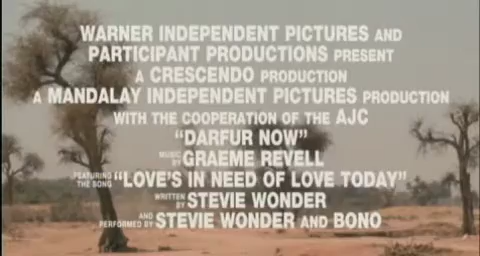 WARNER INDEPENDENT PICTURES AND
PARTICIPANT PRODUCTIONS PRESENT
A CRESCENDO PRODUCTION
A MANDALAY INDEPENDENT PICTURES PRODUCTION
WITH THE COOPERATION OF THE AJC
"DARFUR NOW"
MUSIC BY GRAEME REVELL
FEATURING THE SONG "LOVE'S IN NEED OF LOVE TODAY"
WRITTEN BY STEVIE WONDER
AND PERFORMED BY STEVIE WONDER AND BONO